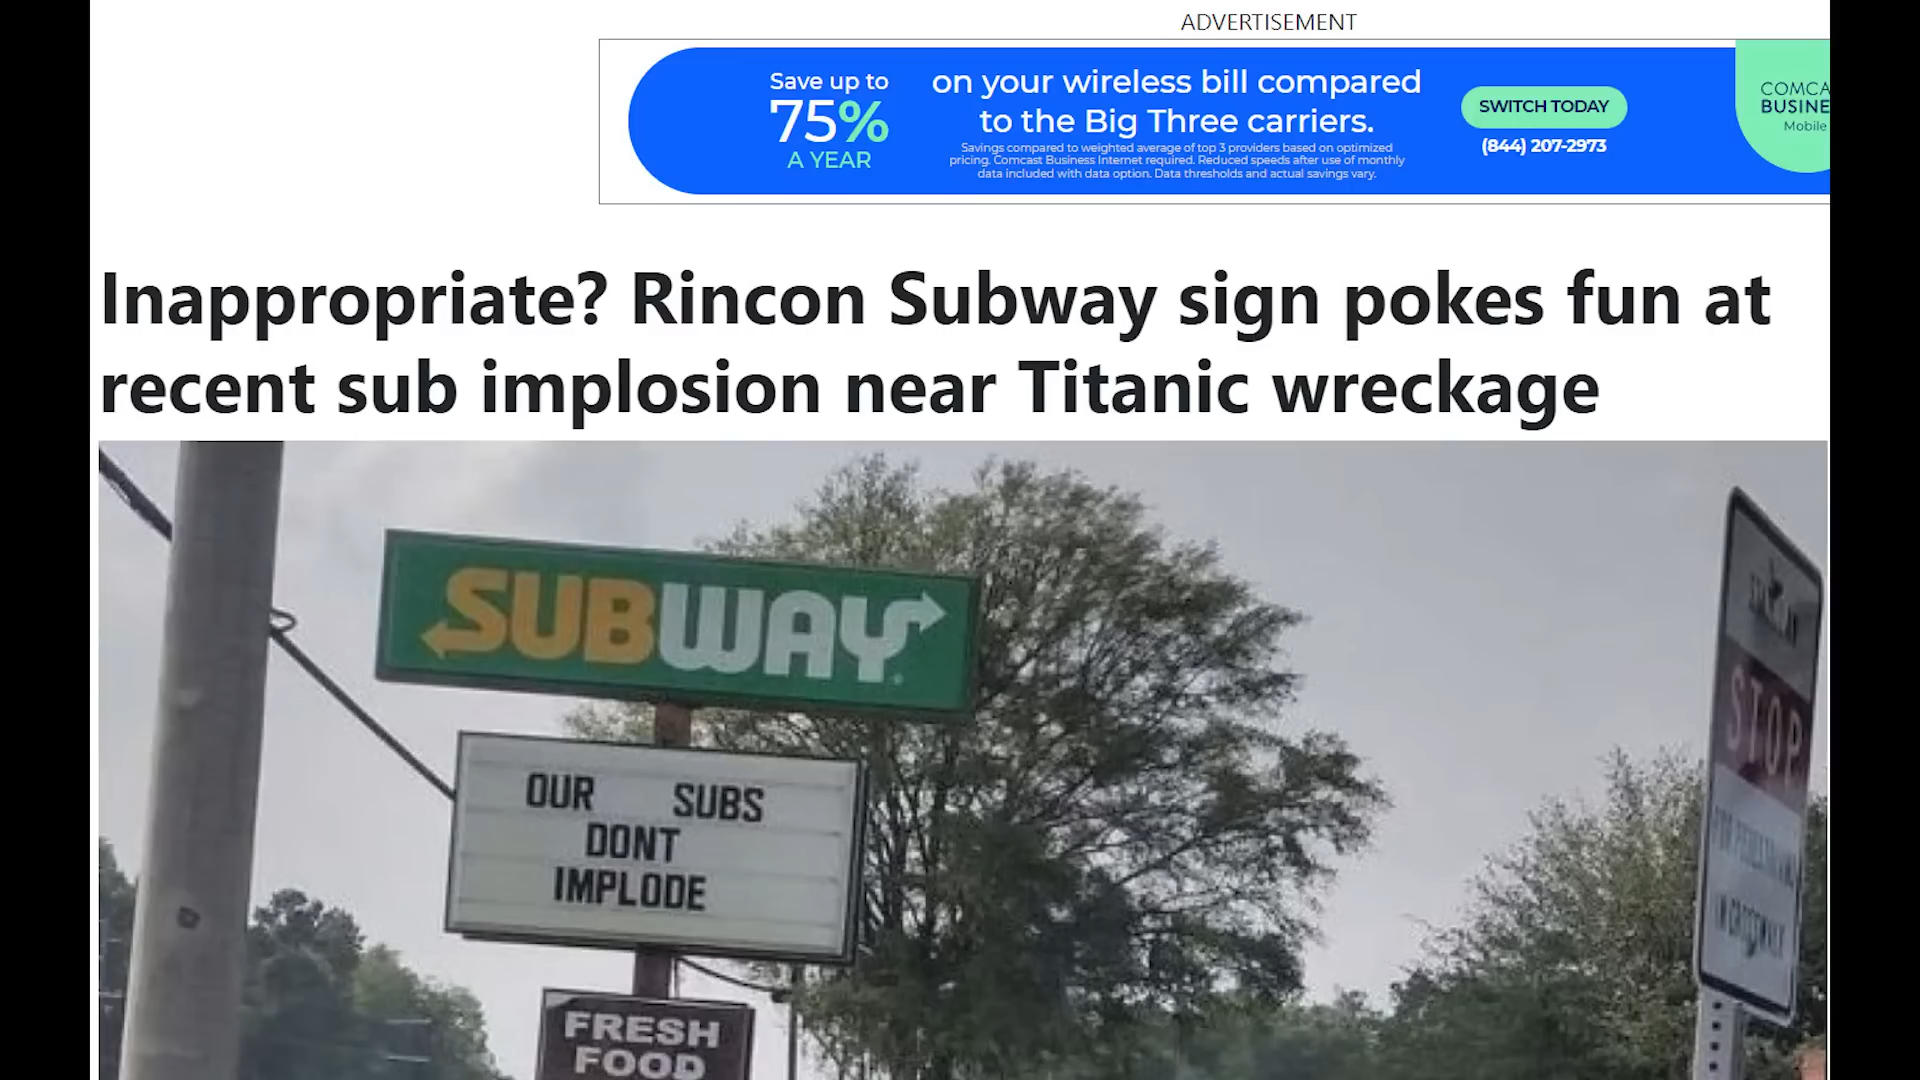 ADVERTISEMENT
Save up to
75%
A YEAR
on your wireless bill compared
to the Big Three carriers.
Savings compared to weighted average of top 3 providers based on optimized
pricing. Comcast Business Internet required. Reduced speeds after use of monthly
data included with data option. Data thresholds and actual savings vary.
SWITCH TODAY
(844) 207-2973
COMCA
BUSINE
Mobile
Inappropriate? Rincon Subway sign pokes fun at
recent sub implosion near Titanic wreckage
SUBWAY
OUR SUBS
DONT
IMPLODE
FRESH
FOOD
STOP